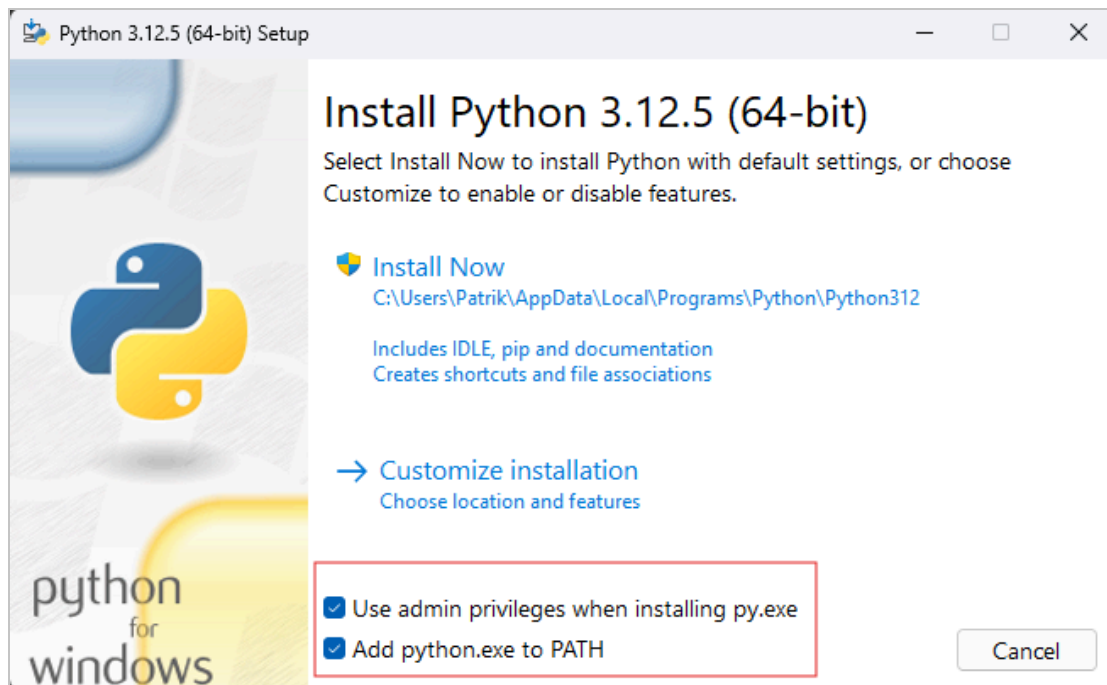 Python 3.12.5 (64-bit) Setup
Install Python 3.12.5 (64-bit)
Select Install Now to install Python with default settings, or choose
Customize to enable or disable features.
Install Now
C:\Users\Patrik\AppData\Local\Programs\Python\Python312
Includes IDLE, pip and documentation
Creates shortcuts and file associations
Customize installation
Choose location and features
python
for
windows
Use admin privileges when installing py.exe
Add python.exe to PATH
Cancel